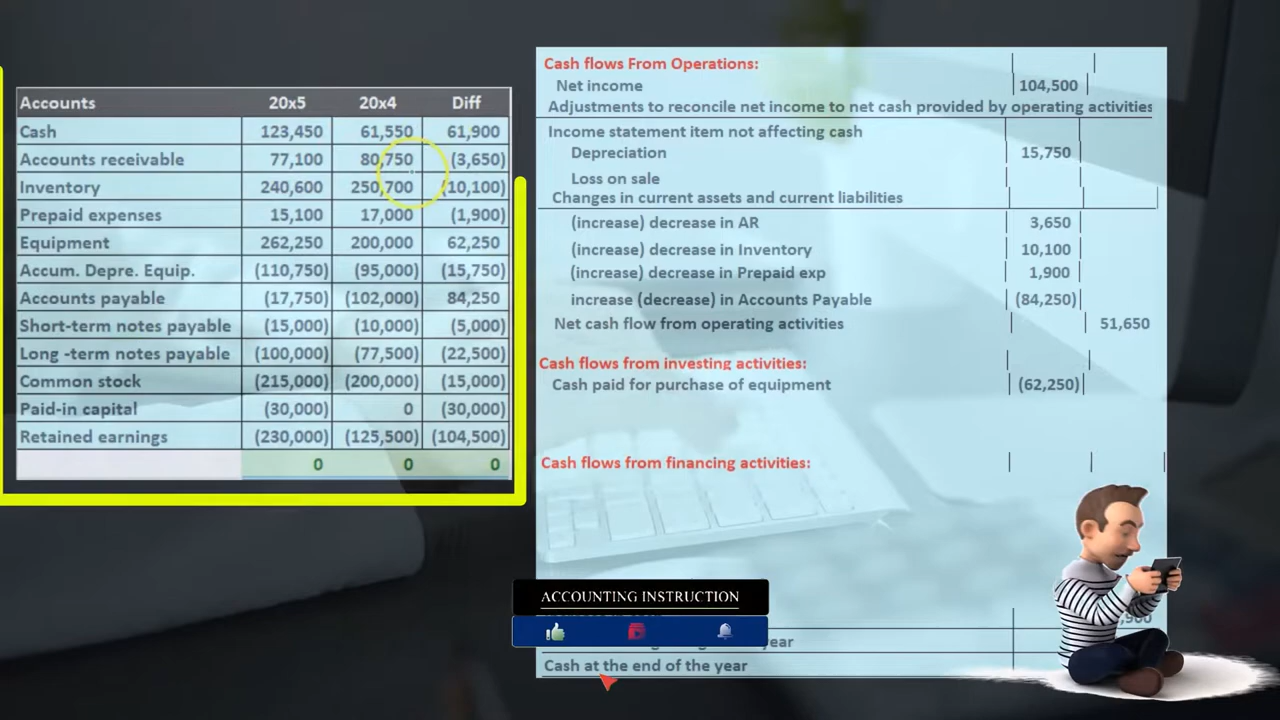 Accounts 20x5 20x4 Diff
Cash 123,450 61,550 61,900
Accounts receivable 77,100 80,750 (3,650)
Inventory 240,600 250,700 (10,100)
Prepaid expenses 15,100 17,000 (1,900)
Equipment 262,250 200,000 62,250
Accum. Depre. Equip. (110,750) (95,000) (15,750)
Accounts payable (17,750) (102,000) 84,250
Short-term notes payable (15,000) (10,000) (5,000)
Long -term notes payable (100,000) (77,500) (22,500)
Common stock (215,000) (200,000) (15,000)
Paid-in capital (30,000) 0 (30,000)
Retained earnings (230,000) (125,500) (104,500)
0 0 0
Cash flows From Operations:
Net income 104,500
Adjustments to reconcile net income to net cash provided by operating activities
Income statement item not affecting cash
Depreciation 15,750
Loss on sale
Changes in current assets and current liabilities
(increase) decrease in AR 3,650
(increase) decrease in Inventory 10,100
(increase) decrease in Prepaid exp 1,900
increase (decrease) in Accounts Payable (84,250)
Net cash flow from operating activities 51,650
Cash flows from investing activities:
Cash paid for purchase of equipment (62,250)
Cash flows from financing activities:
ACCOUNTING INSTRUCTION
Cash at the end of the year